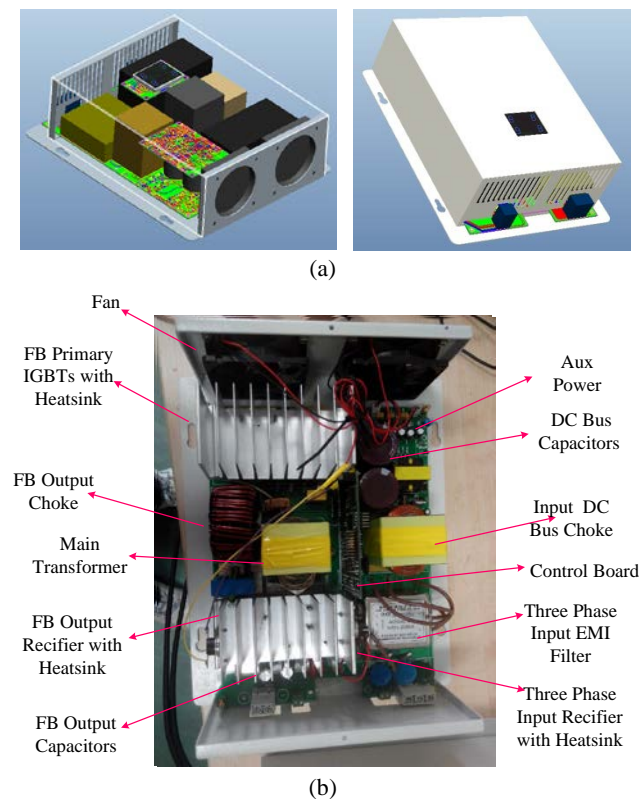 (a)
Fan
FB Primary
IGBTs with
Heatsink
FB Output
Choke
Main
Transformer
FB Output
Rectifier with
Heatsink
FB Output
Capacitors
Aux
Power
DC Bus
Capacitors
Input DC
Bus Choke
Control Board
Three Phase
Input EMI
Filter
Three Phase
Input Recifier
with Heatsink
(b)